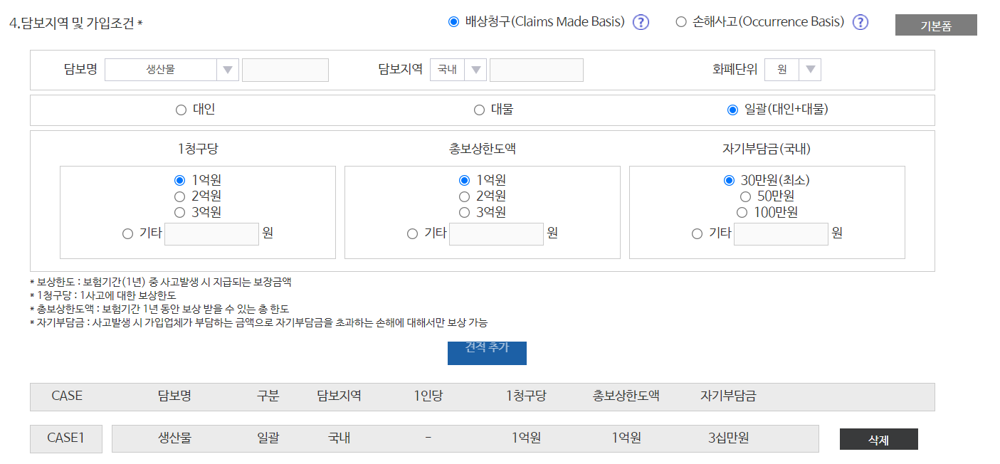 4.담보지역 및 가입조건 *
배상청구(Claims Made Basis) ? 손해사고(Occurrence Basis) ? 기본폼
담보명 생산물 담보지역 국내 화폐단위 원
대인 대물 일괄(대인+대물)
1청구당 총보상한도액 자기부담금(국내)
1억원 1억원 30만원(최소)
2억원 2억원 50만원
3억원 3억원 100만원
기타 원 기타 원 기타 원
* 보상한도 : 보험기간(1년) 중 사고발생 시 지급되는 보장금액
* 1청구당 : 1사고에 대한 보상한도
* 총보상한도액 : 보험기간 1년 동안 보상 받을 수 있는 총 한도
* 자기부담금 : 사고발생 시 가입업체가 부담하는 금액으로 자기부담금을 초과하는 손해에 대해서만 보상 가능
견적 추가
CASE 담보명 구분 담보지역 1인당 1청구당 총보상한도액 자기부담금
CASE1 생산물 일괄 국내 - 1억원 1억원 3십만원 삭제